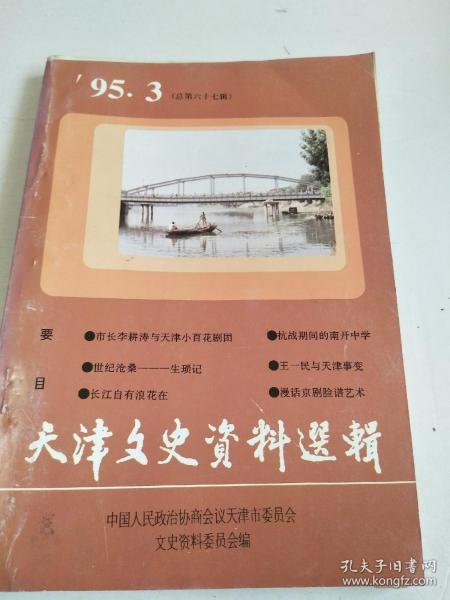 '95.3 (总第六十七辑)
要目
●市长李耕涛与天津小百花剧团
●抗战期间的南开中学
●世纪沧桑———生琐记
●王一民与天津事变
●长江自有浪花在
●漫话京剧脸谱艺术
天津文史資料選輯
中国人民政治协商会议天津市委员会
文史资料委员会编
孔夫子旧书网
www.kongfz.com